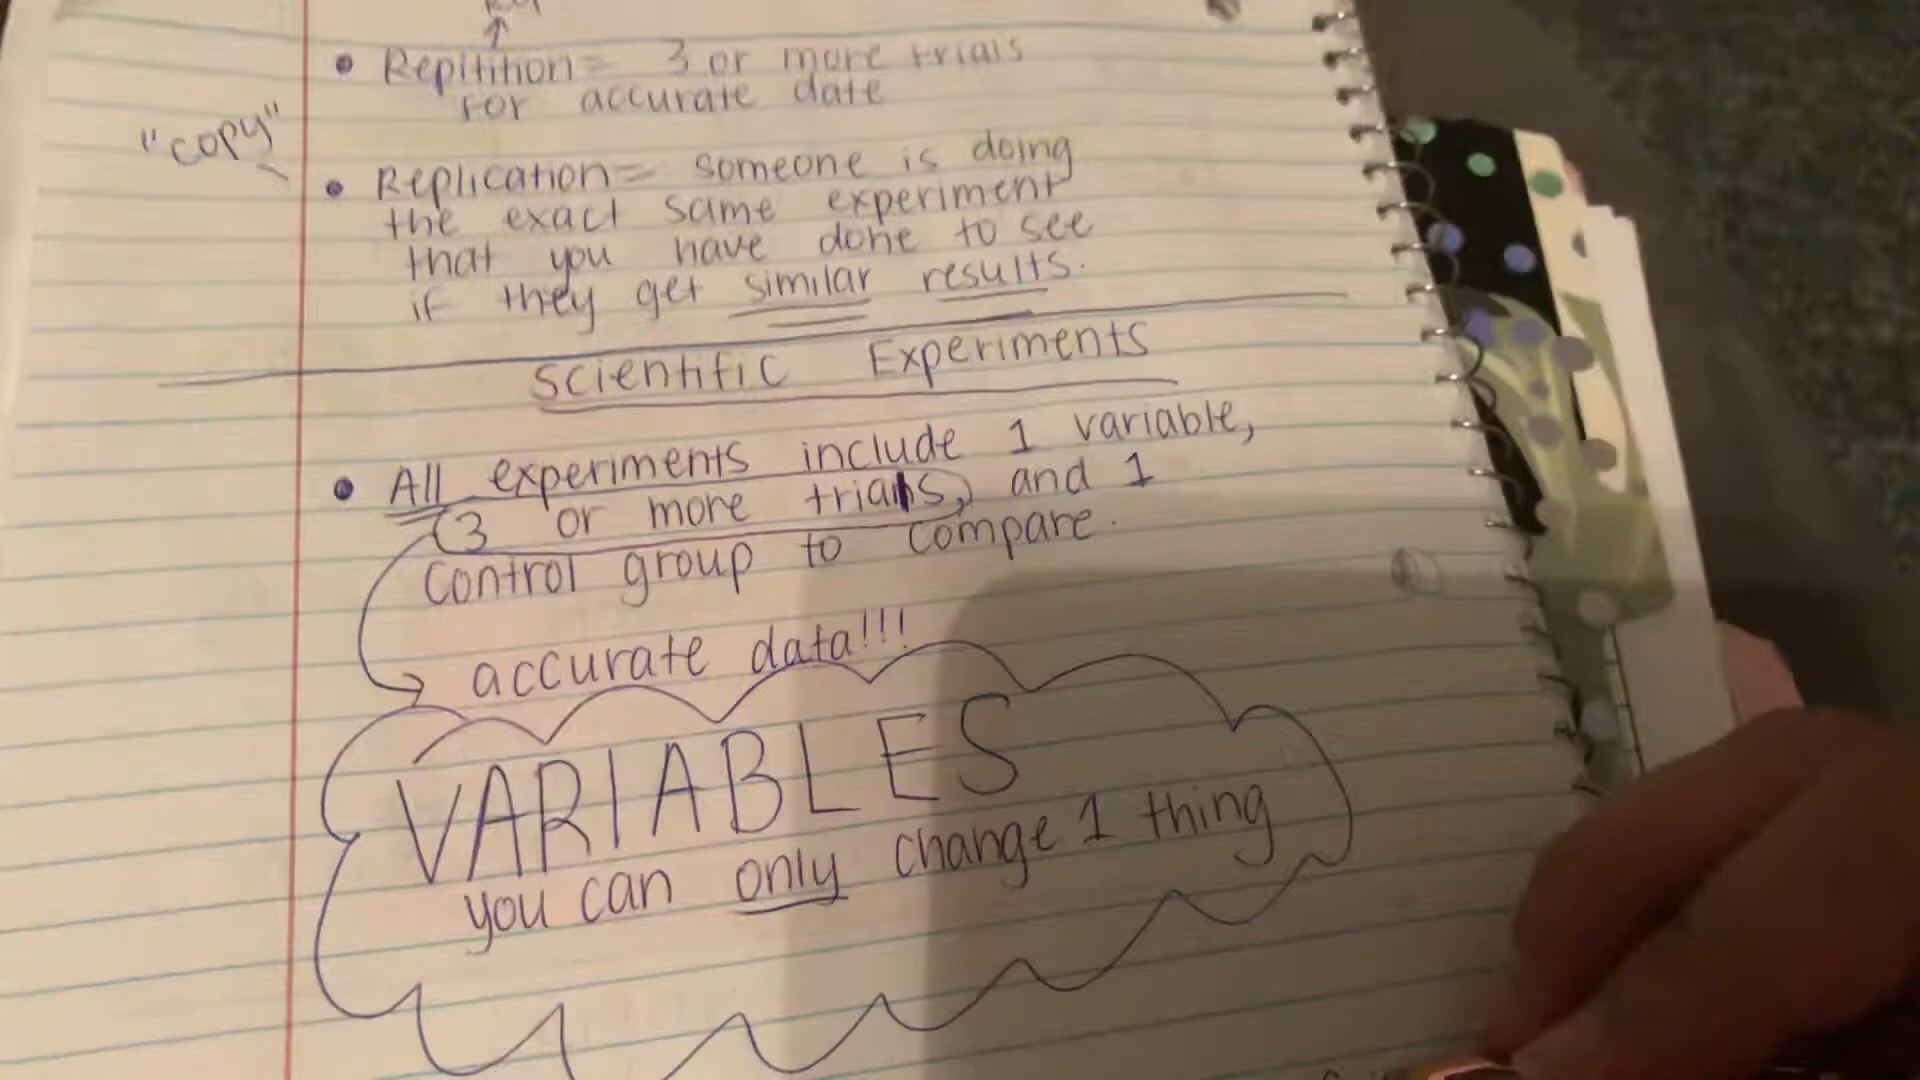 • Repitition = 3 or more trials
for accurate date
"copy"
• Replication = someone is doing
the exact same experiment
that you have done to see
if they get similar results.
Scientific Experiments
• All experiments include 1 variable,
(3 or more trials,) and 1
control group to compare.
accurate data!!!
VARIABLES
you can only change 1 thing